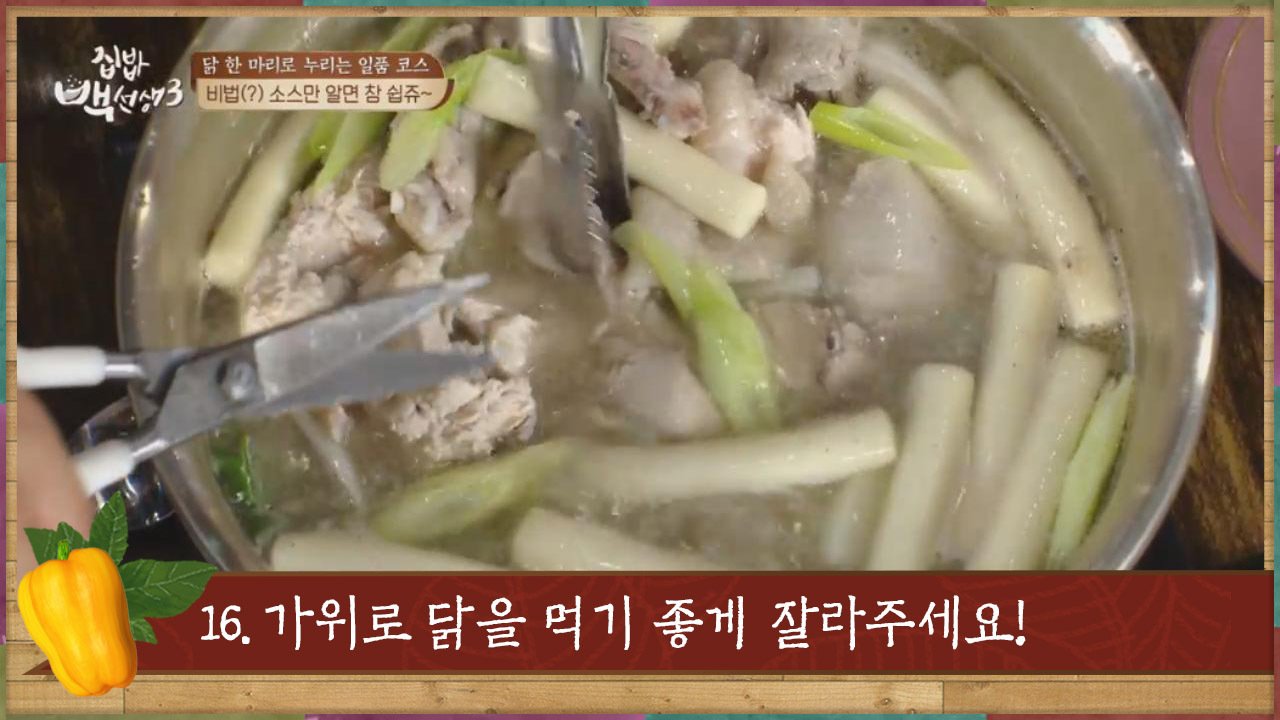 집밥
백선생3
닭 한 마리로 누리는 일품 코스
비법(?) 소스만 알면 참 쉽쥬~
16. 가위로 닭을 먹기 좋게 잘라주세요!